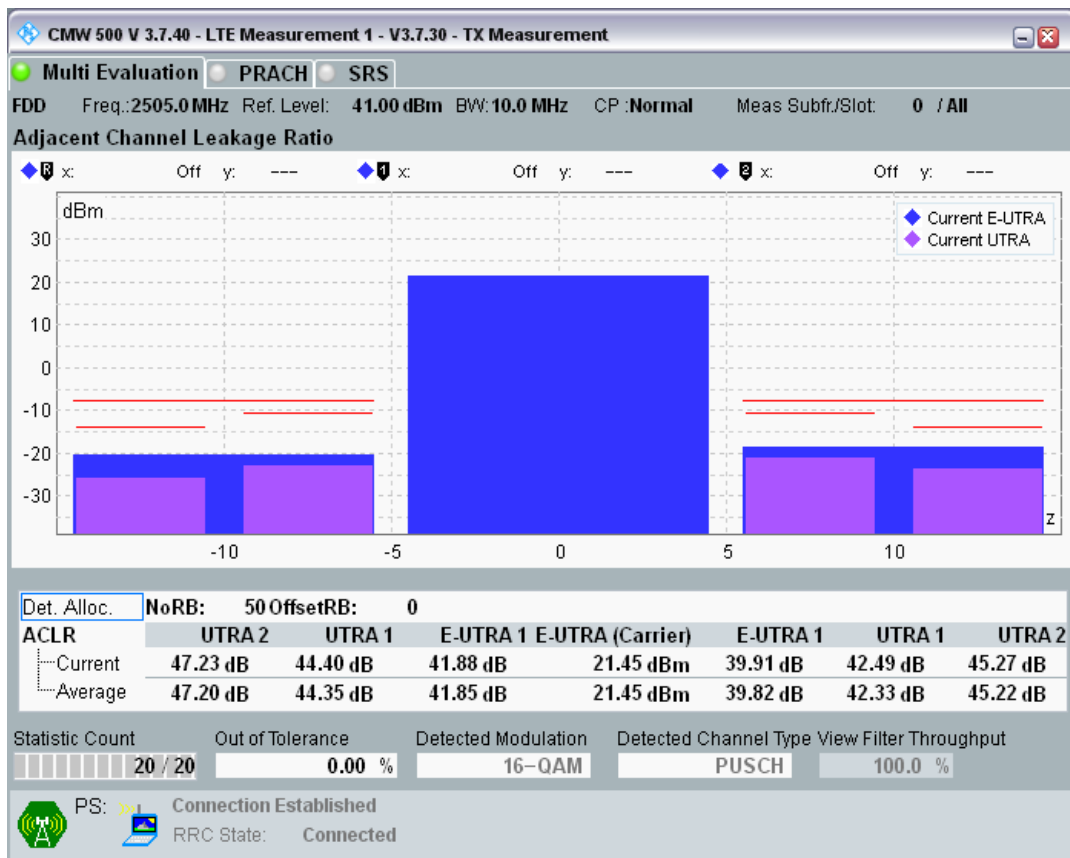 CMW 500 V 3.7.40 - LTE Measurement 1 - V3.7.30 - TX Measurement
Multi Evaluation PRACH SRS
FDD Freq.:2505.0 MHz Ref. Level: 41.00 dBm BW:10.0 MHz CP :Normal Meas Subfr./Slot: 0 / All
Adjacent Channel Leakage Ratio
R x: Off y: --- 1 x: Off y: --- 2 x: Off y: ---
dBm
Current E-UTRA
Current UTRA
30
20
10
0
-10
-20
-30
z
-10 -5 0 5 10
Det. Alloc. NoRB: 50 OffsetRB: 0
ACLR UTRA 2 UTRA 1 E-UTRA 1 E-UTRA (Carrier) E-UTRA 1 UTRA 1 UTRA 2
Current 47.23 dB 44.40 dB 41.88 dB 21.45 dBm 39.91 dB 42.49 dB 45.27 dB
Average 47.20 dB 44.35 dB 41.85 dB 21.45 dBm 39.82 dB 42.33 dB 45.22 dB
Statistic Count Out of Tolerance Detected Modulation Detected Channel Type View Filter Throughput
20 / 20 0.00 % 16-QAM PUSCH 100.0 %
PS: Connection Established
RRC State: Connected